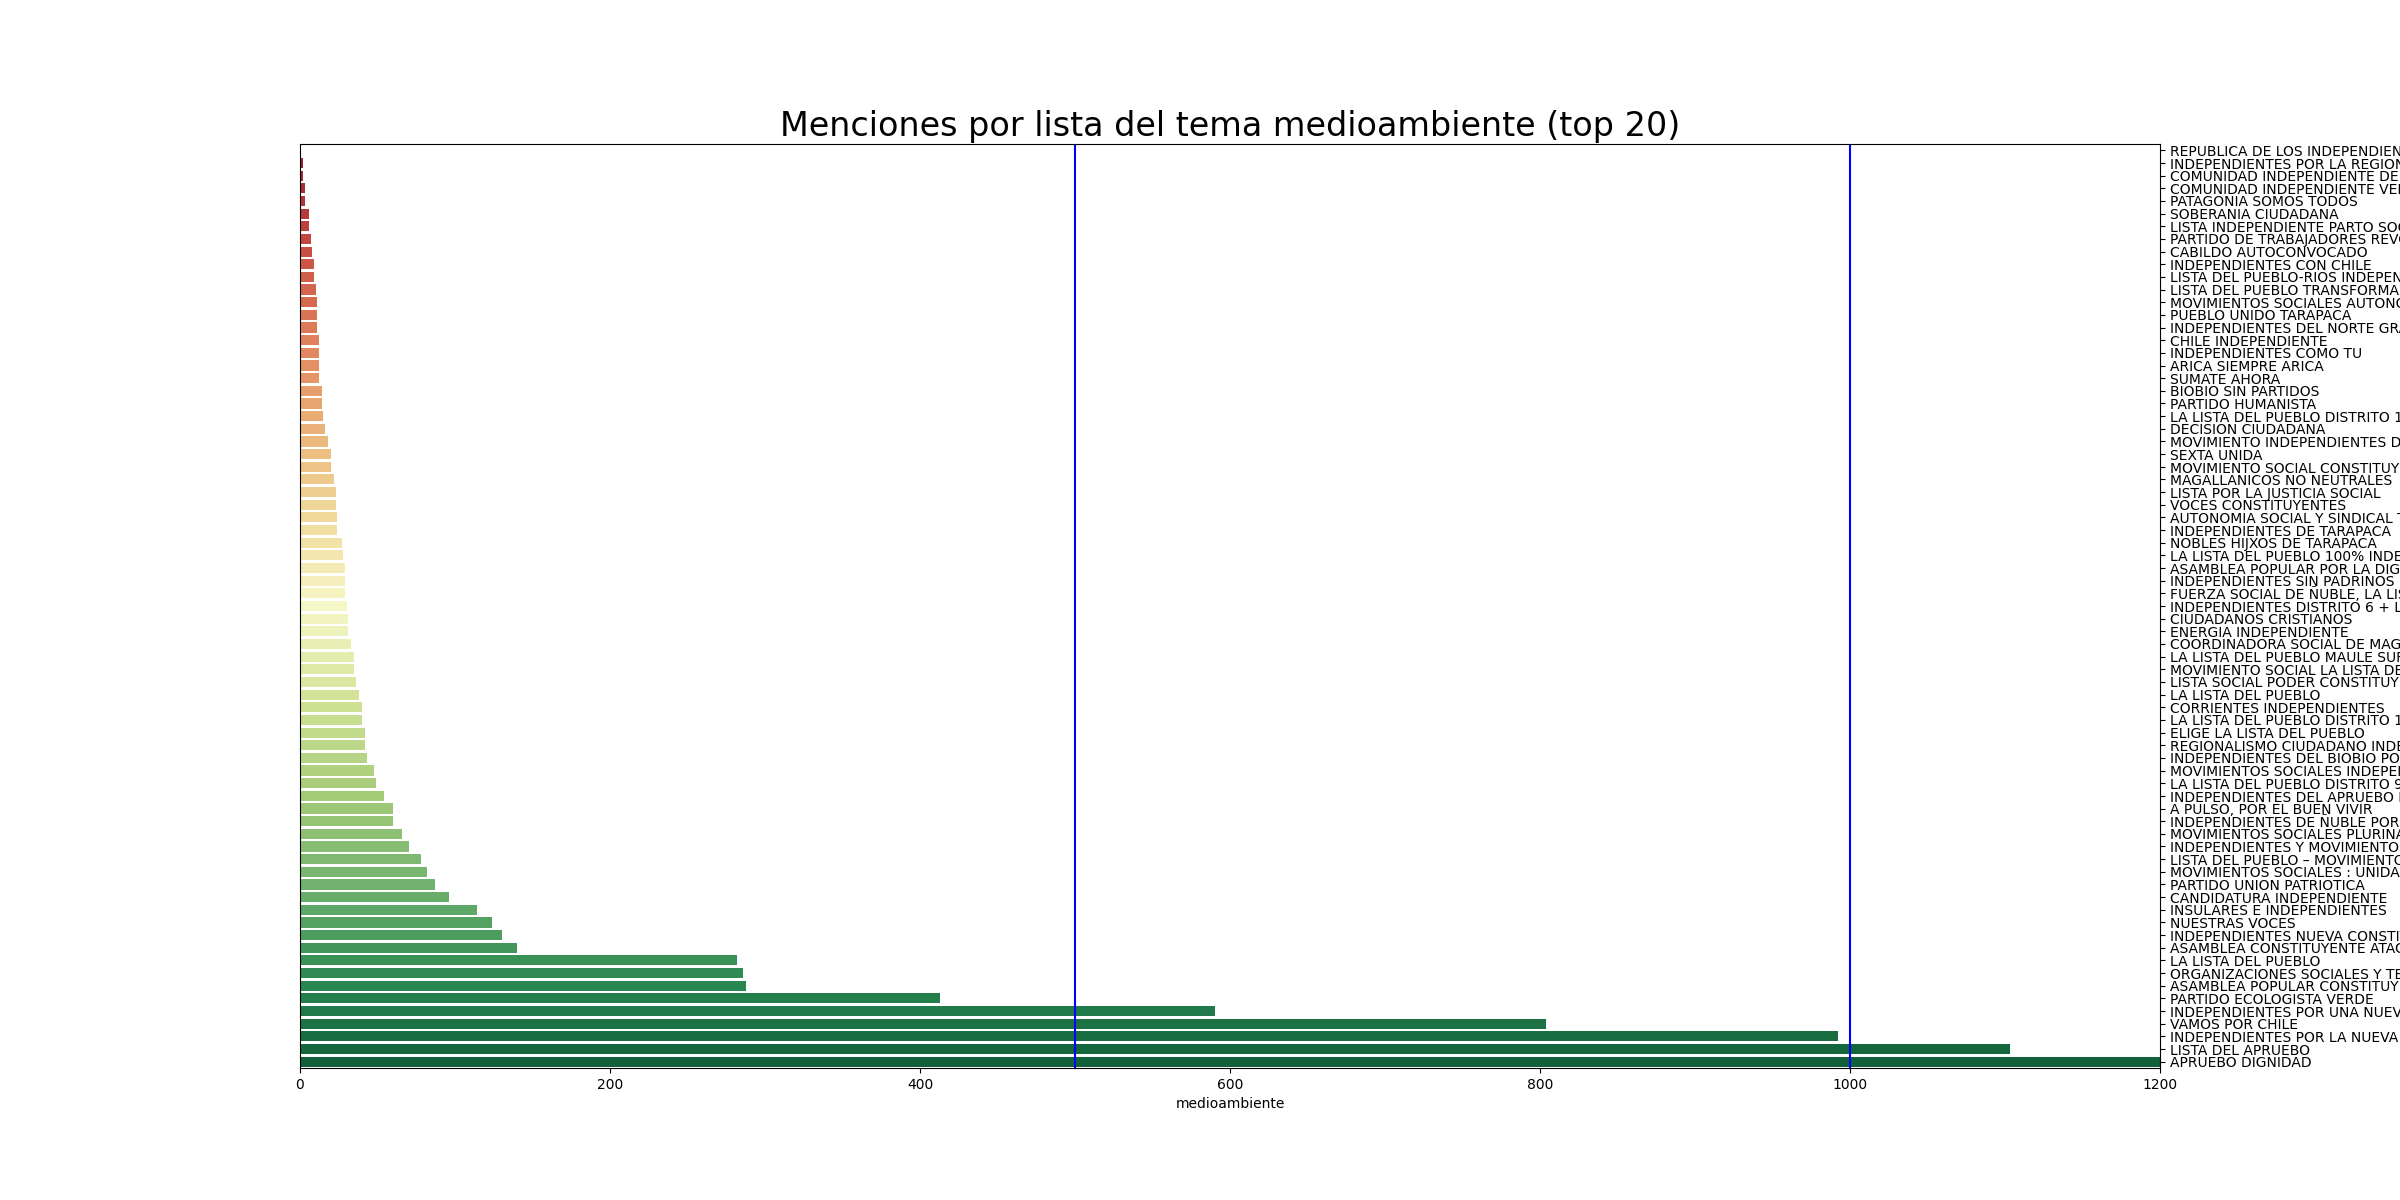 Menciones por lista del tema medioambiente (top 20)
REPUBLICA DE LOS INDEPENDIEN
INDEPENDIENTES POR LA REGION
COMUNIDAD INDEPENDIENTE DE
COMUNIDAD INDEPENDIENTE VE
PATAGONIA SOMOS TODOS
SOBERANIA CIUDADANA
LISTA INDEPENDIENTE PARTO SO
PARTIDO DE TRABAJADORES REV
CABILDO AUTOCONVOCADO
INDEPENDIENTES CON CHILE
LISTA DEL PUEBLO-RIOS INDEPEN
LISTA DEL PUEBLO TRANSFORMA
MOVIMIENTOS SOCIALES AUTONO
PUEBLO UNIDO TARAPACA
INDEPENDIENTES DEL NORTE GR
CHILE INDEPENDIENTE
INDEPENDIENTES COMO TU
ARICA SIEMPRE ARICA
SUMATE AHORA
BIOBIO SIN PARTIDOS
PARTIDO HUMANISTA
LA LISTA DEL PUEBLO DISTRITO 1
DECISION CIUDADANA
MOVIMIENTO INDEPENDIENTES D
SEXTA UNIDA
MOVIMIENTO SOCIAL CONSTITUY
MAGALLANICOS NO NEUTRALES
LISTA POR LA JUSTICIA SOCIAL
VOCES CONSTITUYENTES
AUTONOMIA SOCIAL Y SINDICAL T
INDEPENDIENTES DE TARAPACA
NOBLES HIJXOS DE TARAPACA
LA LISTA DEL PUEBLO 100% INDE
ASAMBLEA POPULAR POR LA DIG
INDEPENDIENTES SIN PADRINOS
FUERZA SOCIAL DE ÑUBLE, LA LIS
INDEPENDIENTES DISTRITO 6 + L
CIUDADANOS CRISTIANOS
ENERGIA INDEPENDIENTE
COORDINADORA SOCIAL DE MAG
LA LISTA DEL PUEBLO MAULE SUR
MOVIMIENTO SOCIAL LA LISTA DE
LISTA SOCIAL PODER CONSTITUY
LA LISTA DEL PUEBLO
CORRIENTES INDEPENDIENTES
LA LISTA DEL PUEBLO DISTRITO 1
ELIGE LA LISTA DEL PUEBLO
REGIONALISMO CIUDADANO INDE
INDEPENDIENTES DEL BIOBIO PO
MOVIMIENTOS SOCIALES INDEPE
LA LISTA DEL PUEBLO DISTRITO 9
INDEPENDIENTES DEL APRUEBO
A PULSO, POR EL BUEN VIVIR
INDEPENDIENTES DE ÑUBLE POR
MOVIMIENTOS SOCIALES PLURINA
INDEPENDIENTES Y MOVIMIENTO
LISTA DEL PUEBLO – MOVIMIENTO
MOVIMIENTOS SOCIALES : UNIDA
PARTIDO UNION PATRIOTICA
CANDIDATURA INDEPENDIENTE
INSULARES E INDEPENDIENTES
NUESTRAS VOCES
INDEPENDIENTES NUEVA CONSTI
ASAMBLEA CONSTITUYENTE ATAC
LA LISTA DEL PUEBLO
ORGANIZACIONES SOCIALES Y TE
ASAMBLEA POPULAR CONSTITUY
PARTIDO ECOLOGISTA VERDE
INDEPENDIENTES POR UNA NUEV
VAMOS POR CHILE
INDEPENDIENTES POR LA NUEVA
LISTA DEL APRUEBO
APRUEBO DIGNIDAD
0 200 400 600 800 1000 1200
medioambiente